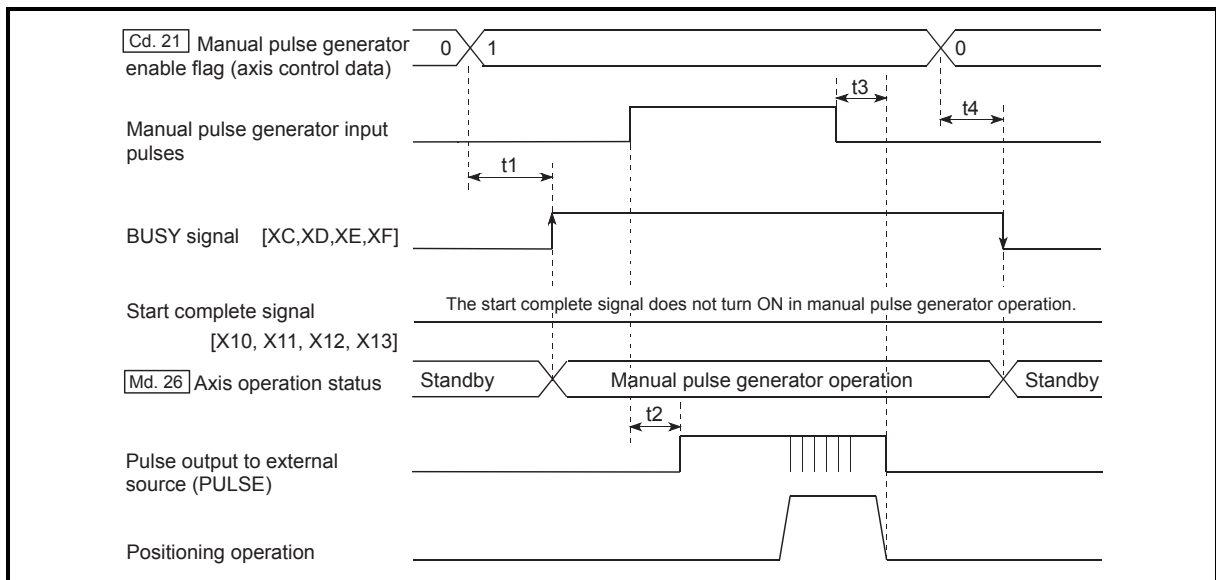 Cd. 21 Manual pulse generator
enable flag (axis control data)
0 1 0
t3
t4
Manual pulse generator input
pulses
t1
BUSY signal [XC,XD,XE,XF]
Start complete signal
The start complete signal does not turn ON in manual pulse generator operation.
[X10, X11, X12, X13]
Md. 26 Axis operation status
Standby Manual pulse generator operation Standby
t2
Pulse output to external
source (PULSE)
Positioning operation